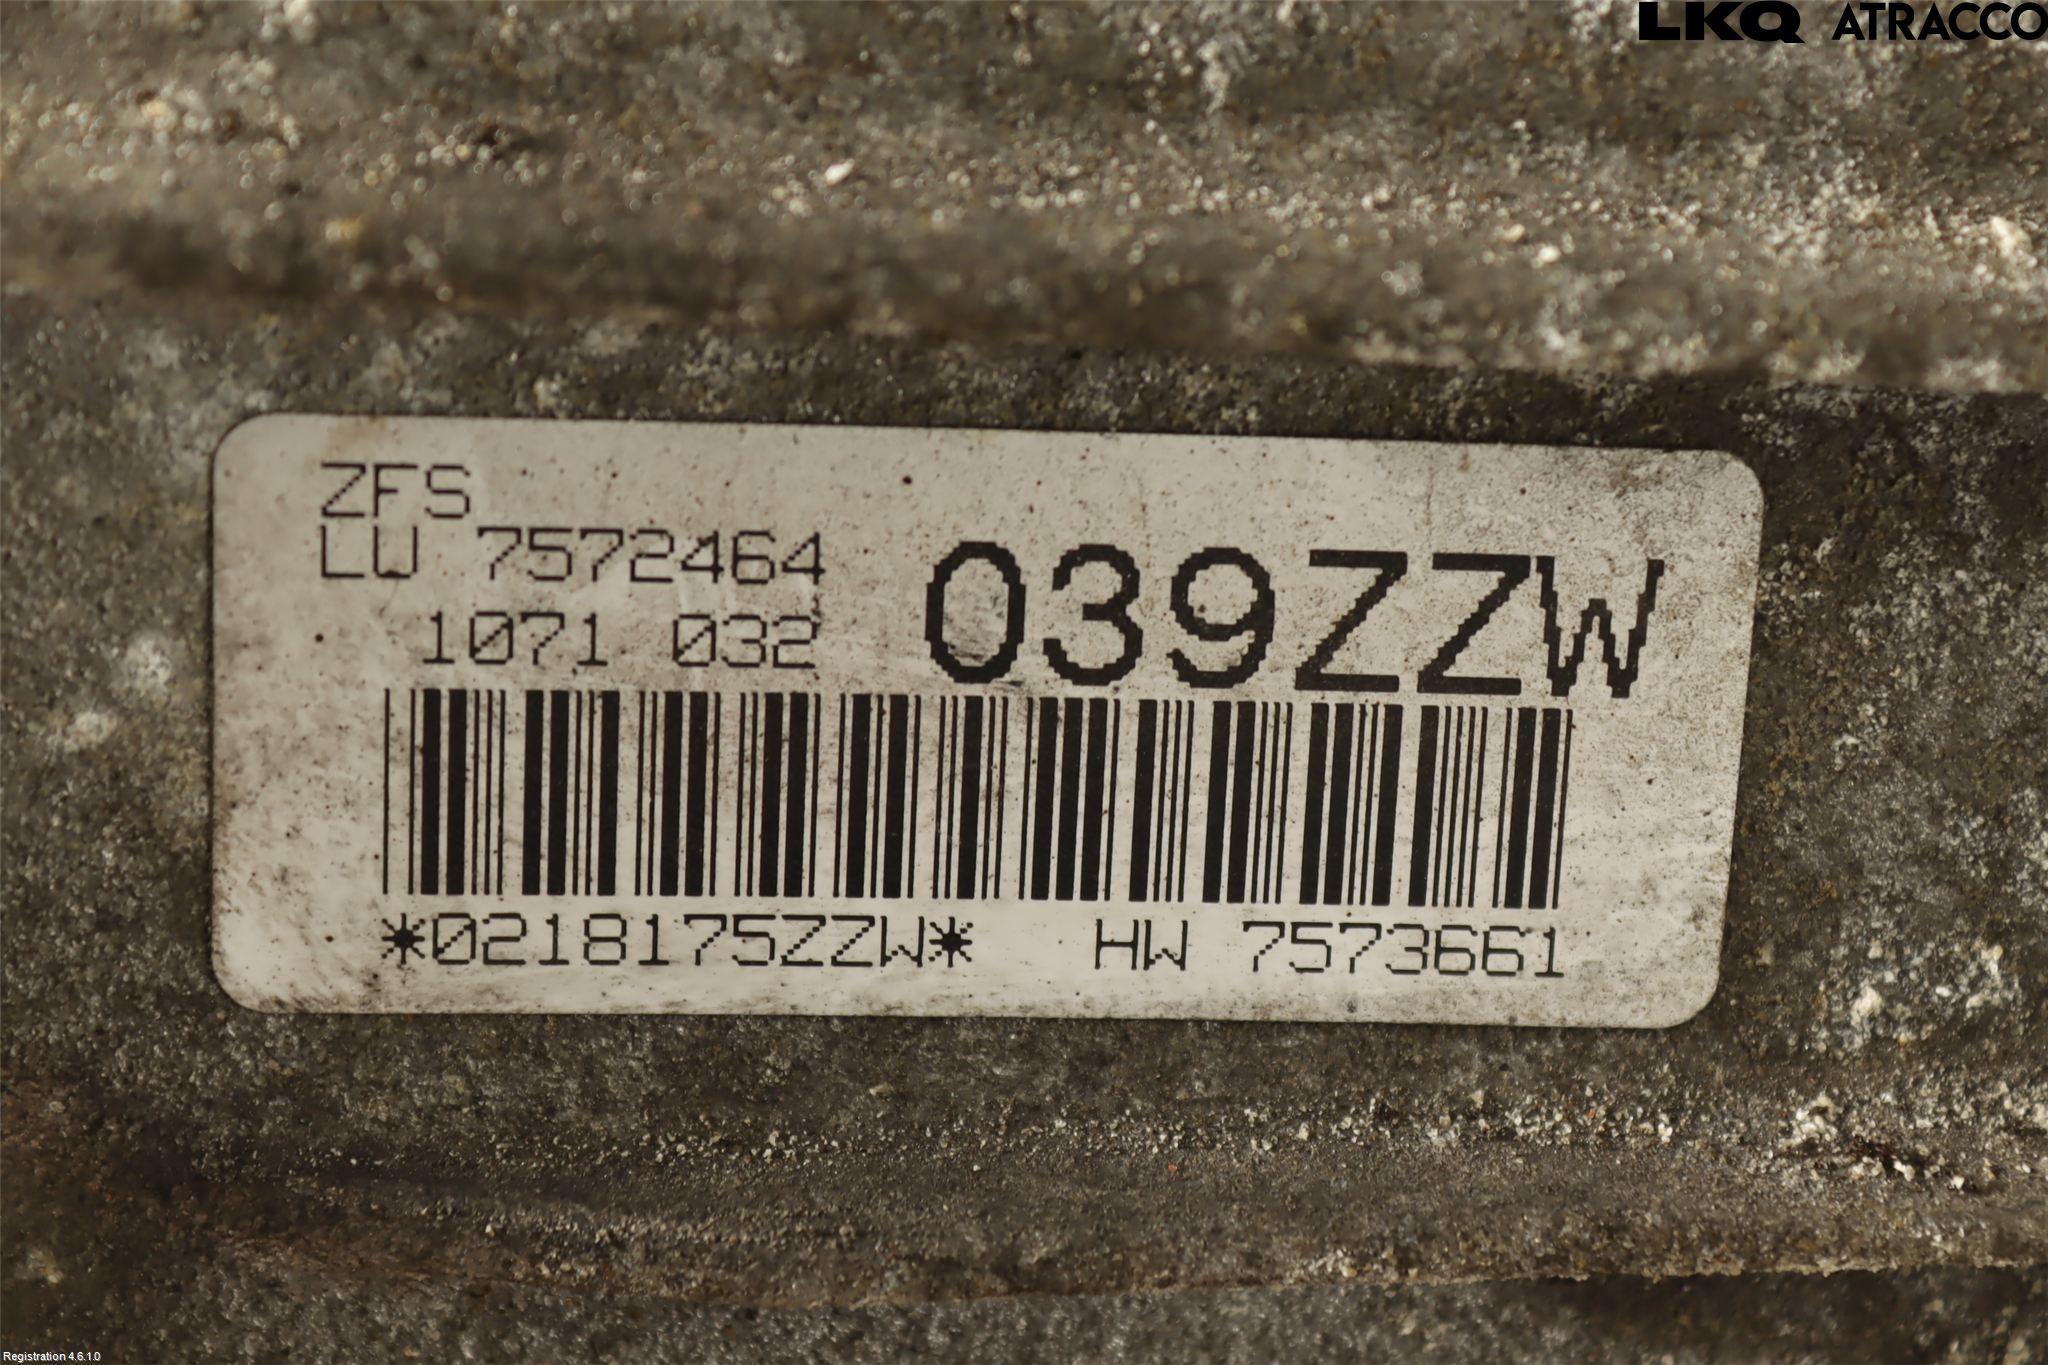 LKQ ATRACCO
ZFS
LW 7572464
1071 032
039ZZW
*0218175ZZW* HW 7573661
Registration 4.6.1.0